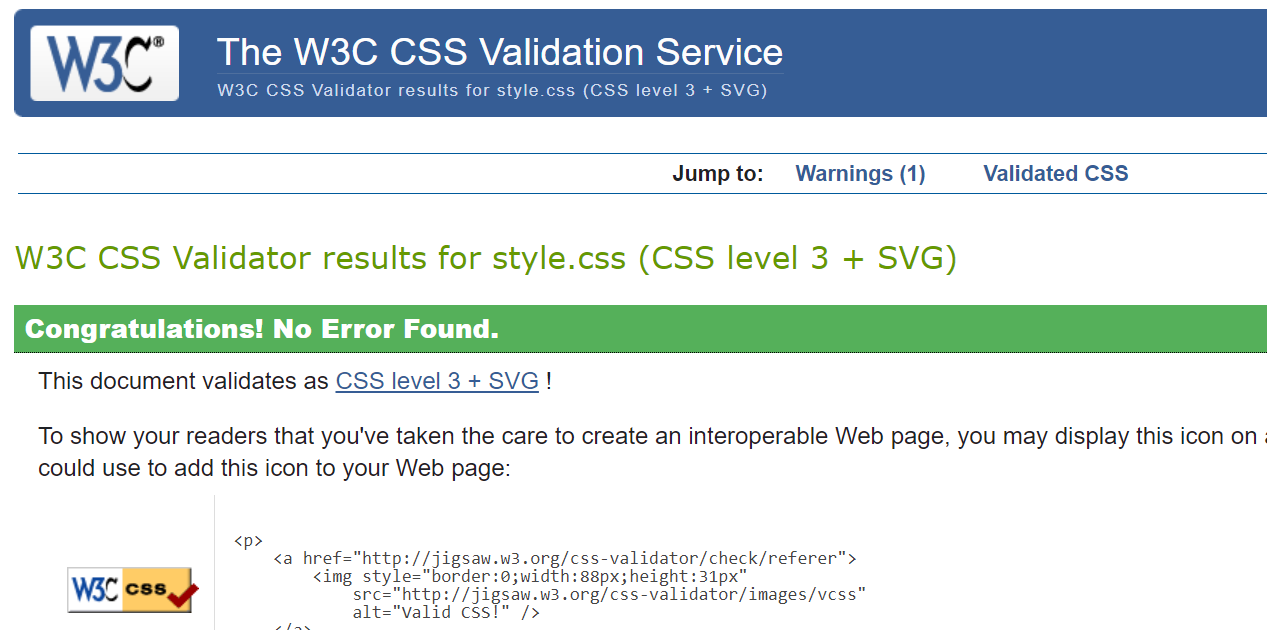 W3C®
The W3C CSS Validation Service
W3C CSS Validator results for style.css (CSS level 3 + SVG)
Jump to: Warnings (1) Validated CSS
W3C CSS Validator results for style.css (CSS level 3 + SVG)
Congratulations! No Error Found.
This document validates as CSS level 3 + SVG !
To show your readers that you've taken the care to create an interoperable Web page, you may display this icon on
could use to add this icon to your Web page:
<p>
<a href="http://jigsaw.w3.org/css-validator/check/referer">
<img style="border:0;width:88px;height:31px"
src="http://jigsaw.w3.org/css-validator/images/vcss"
alt="Valid CSS!" />
</a>
W3C css